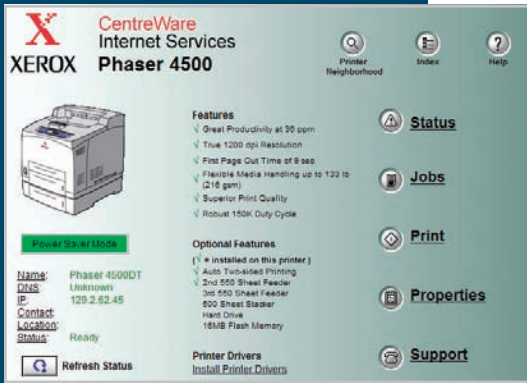 X
XEROX
CentreWare
Internet Services
Phaser 4500
Printer
Neighborhood
Index
?
Help
Features
√ Great Productivity at 36 ppm
√ True 1200 dpi Resolution
√ First Page Out Time of 9 sec
√ Flexible Media Handling up to 133 lb
(216 gsm)
√ Superior Print Quality
√ Robust 150K Duty Cycle
Optional Features
(√ = installed on this printer )
√ Auto Two-sided Printing
√ 2nd 550 Sheet Feeder
3rd 550 Sheet Feeder
500 Sheet Stacker
Hard Drive
16MB Flash Memory
Printer Drivers
Install Printer Drivers
Power Saver Mode
Name: Phaser 4500DT
DNS: Unknown
IP: 129.2.62.45
Contact:
Location:
Status: Ready
Refresh Status
Status
Jobs
Print
Properties
Support